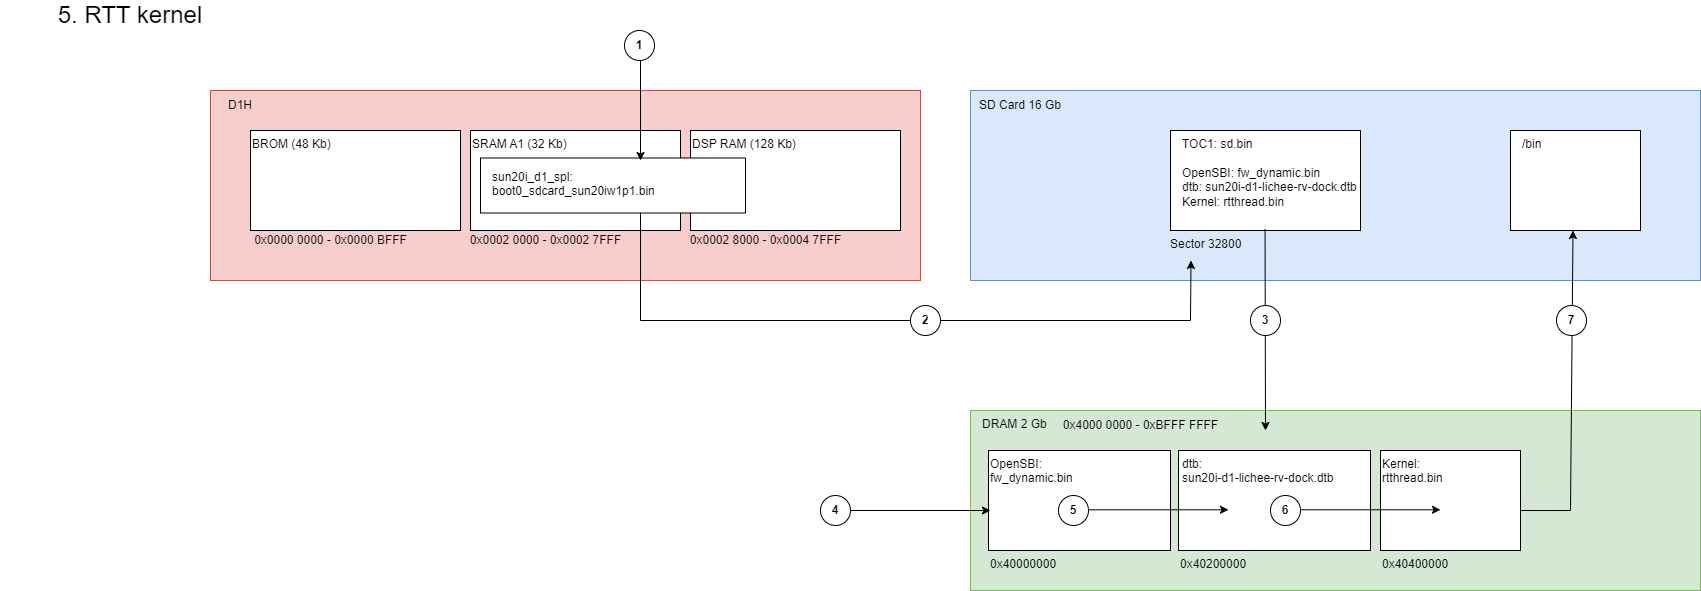 5. RTT kernel
1
D1H
BROM (48 Kb)
0x0000 0000 - 0x0000 BFFF
SRAM A1 (32 Kb)
sun20i_d1_spl:
boot0_sdcard_sun20iw1p1.bin
0x0002 0000 - 0x0002 7FFF
DSP RAM (128 Kb)
0x0002 8000 - 0x0004 7FFF
SD Card 16 Gb
TOC1: sd.bin
OpenSBI: fw_dynamic.bin
dtb: sun20i-d1-lichee-rv-dock.dtb
Kernel: rtthread.bin
Sector 32800
/bin
2
3
7
DRAM 2 Gb
0x4000 0000 - 0xBFFF FFFF
4
OpenSBI:
fw_dynamic.bin
5
0x40000000
dtb:
sun20i-d1-lichee-rv-dock.dtb
6
0x40200000
Kernel:
rtthread.bin
0x40400000